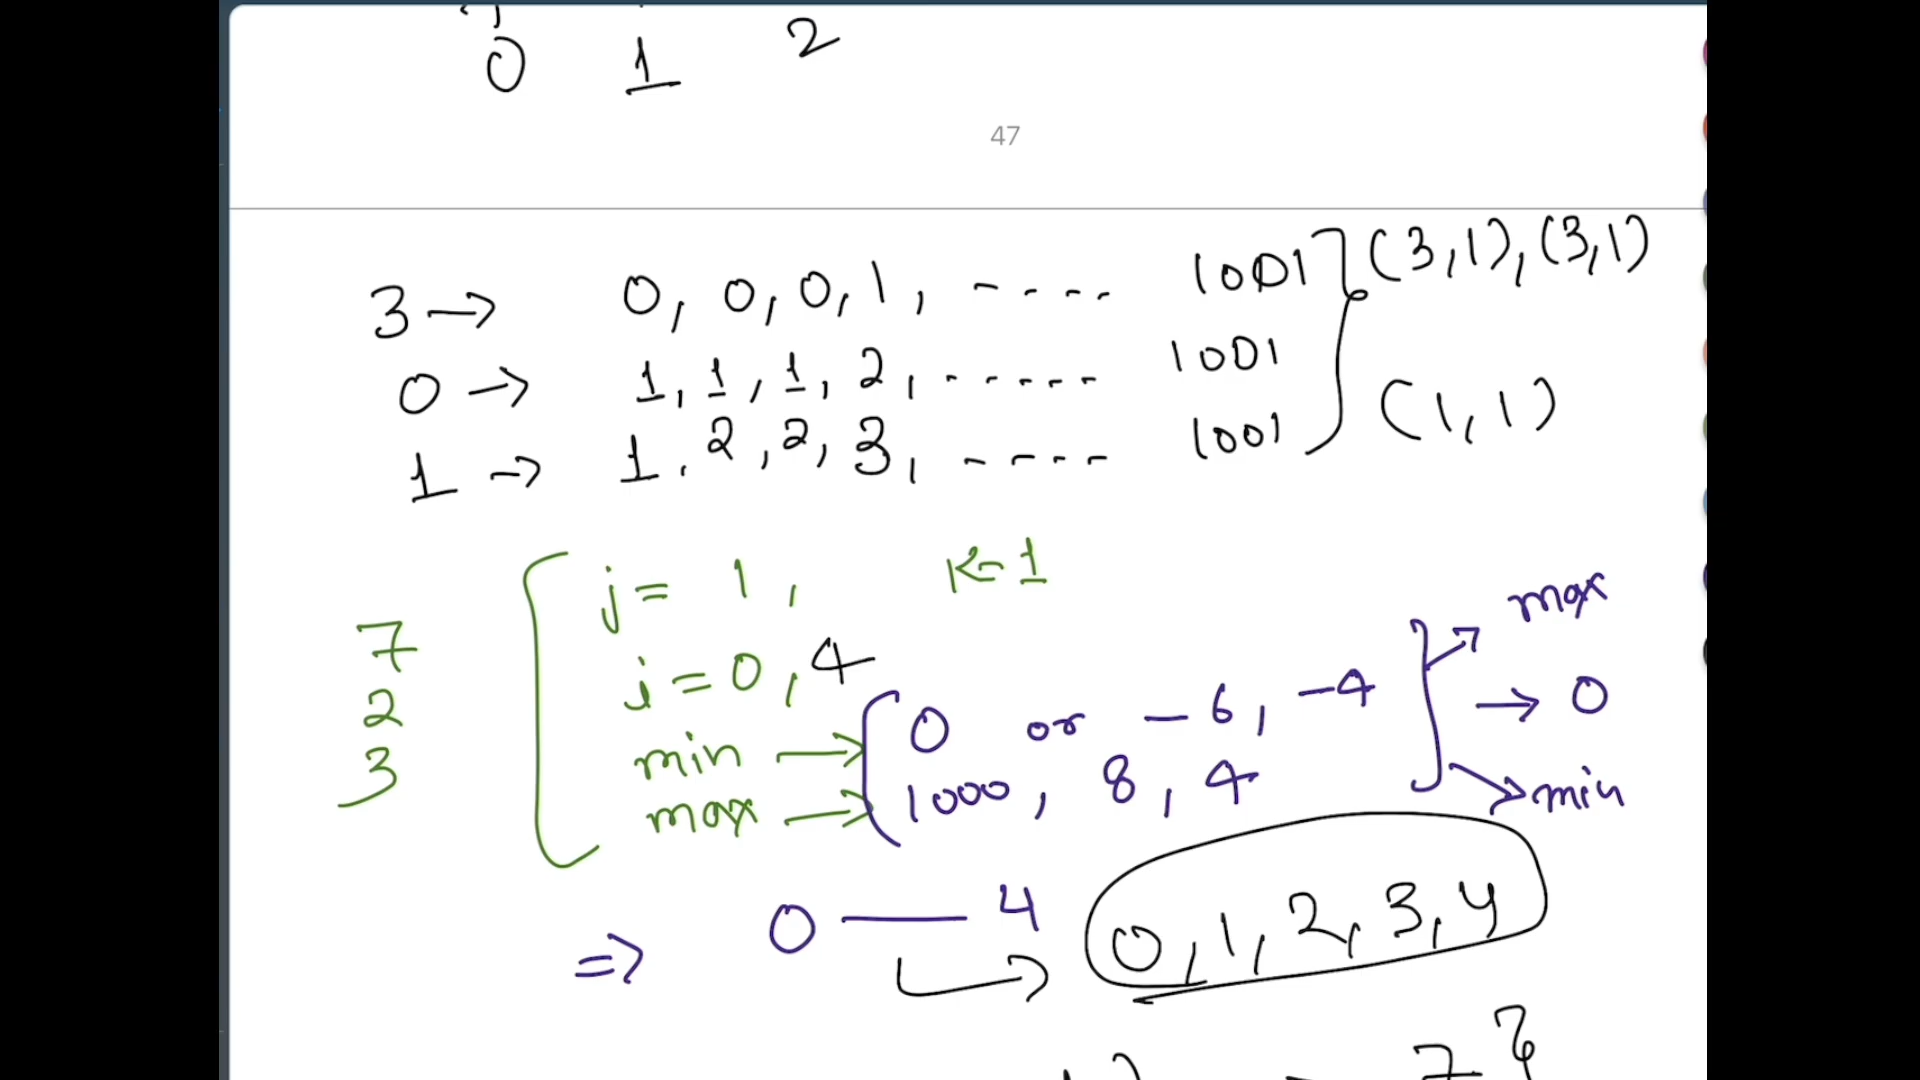 0 1 2
47
3 → 0, 0, 0, 1, ---- 1001 (3,1), (3,1)
0 → 1, 1, 1, 2, ----- 1001
1 → 1, 2, 2, 3, ---- 1001 (1,1)
j = 1, K=1
i = 0, 4
7
2
3
min → 0 or -6, -4
max → 1000, 8, 4
max
→ 0
min
=> 0 — 4 → 0, 1, 2, 3, 4
7 ?